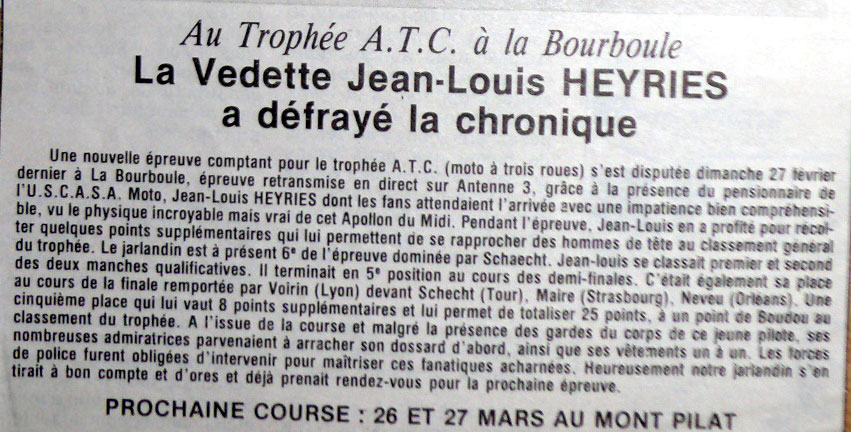 Au Trophée A.T.C. à la Bourboule
La Vedette Jean-Louis HEYRIES
a défrayé la chronique
Une nouvelle épreuve comptant pour le trophée A.T.C. (moto à trois roues) s'est disputée dimanche 27 février
dernier à La Bourboule, épreuve retransmise en direct sur Antenne 3, grâce à la présence du pensionnaire de
l'U.S.C.A.S.A. Moto, Jean-Louis HEYRIES dont les fans attendaient l'arrivée avec une impatience bien compréhensi-
ble, vu le physique incroyable mais vrai de cet Apollon du Midi. Pendant l'épreuve, Jean-Louis en a profité pour récol-
ter quelques points supplémentaires qui lui permettent de se rapprocher des hommes de tête au classement général
du trophée. Le jarlandin est à présent 6e de l'épreuve dominée par Schaecht. Jean-louis se classait premier et second
des deux manches qualificatives. Il terminait en 5e position au cours des demi-finales. C'était également sa place
au cours de la finale remportée par Voirin (Lyon) devant Schecht (Tour), Maire (Strasbourg), Neveu (Orléans). Une
cinquième place qui lui vaut 8 points supplémentaires et lui permet de totaliser 25 points, à un point de Boudou au
classement du trophée. A l'issue de la course et malgré la présence des gardes du corps de ce jeune pilote, ses
nombreuses admiratrices parvenaient à arracher son dossard d'abord, ainsi que ses vêtements un à un. Les forces
de police furent obligées d'intervenir pour maîtriser ces fanatiques acharnées. Heureusement notre jarlandin s'en
tirait à bon compte et d'ores et déjà prenait rendez-vous pour la prochaine épreuve.
PROCHAINE COURSE : 26 ET 27 MARS AU MONT PILAT